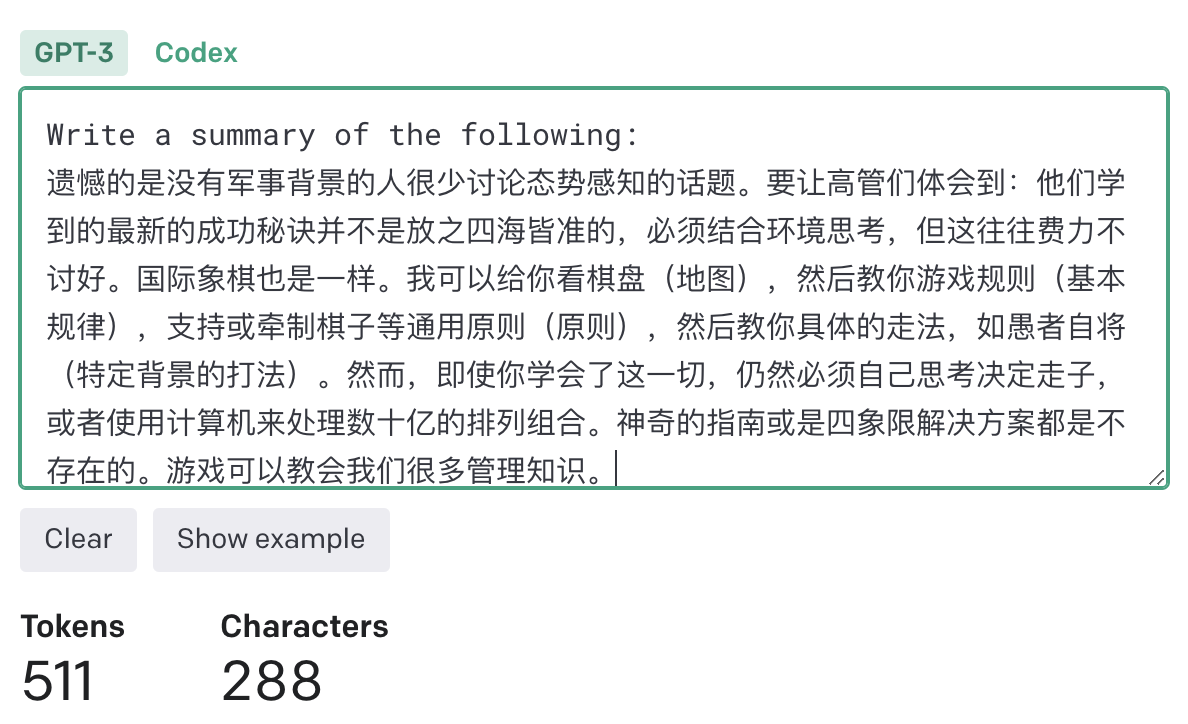 GPT-3 Codex
Write a summary of the following:
遗憾的是没有军事背景的人很少讨论态势感知的话题。要让高管们体会到：他们学
到的最新的成功秘诀并不是放之四海皆准的，必须结合环境思考，但这往往费力不
讨好。国际象棋也是一样。我可以给你看棋盘（地图），然后教你游戏规则（基本
规律），支持或牵制棋子等通用原则（原则），然后教你具体的走法，如愚者自将
（特定背景的打法）。然而，即使你学会了这一切，仍然必须自己思考决定走子，
或者使用计算机来处理数十亿的排列组合。神奇的指南或是四象限解决方案都是不
存在的。游戏可以教会我们很多管理知识。
Clear Show example
Tokens Characters
511 288